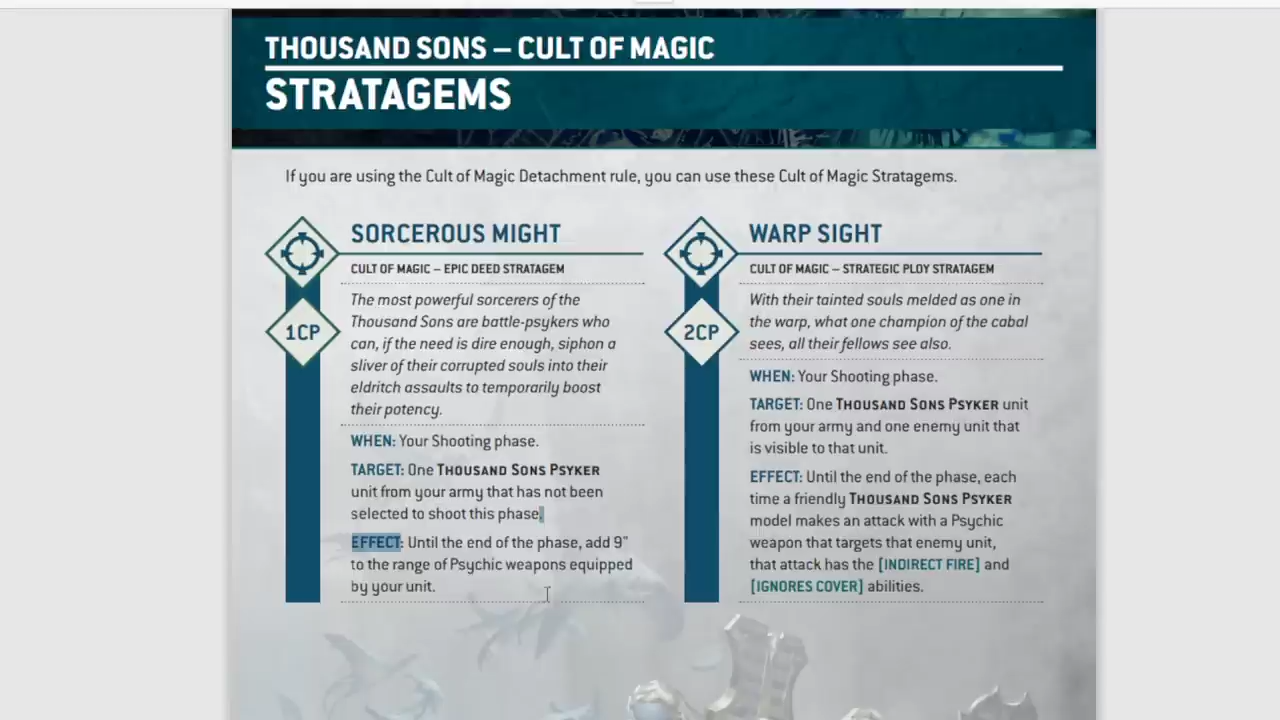 THOUSAND SONS – CULT OF MAGIC
STRATAGEMS
If you are using the Cult of Magic Detachment rule, you can use these Cult of Magic Stratagems.
SORCEROUS MIGHT
CULT OF MAGIC – EPIC DEED STRATAGEM
1CP
The most powerful sorcerers of the
Thousand Sons are battle-psykers who
can, if the need is dire enough, siphon a
sliver of their corrupted souls into their
eldritch assaults to temporarily boost
their potency.
WHEN: Your Shooting phase.
TARGET: One THOUSAND SONS PSYKER
unit from your army that has not been
selected to shoot this phase.
EFFECT: Until the end of the phase, add 9"
to the range of Psychic weapons equipped
by your unit.
WARP SIGHT
CULT OF MAGIC – STRATEGIC PLOY STRATAGEM
2CP
With their tainted souls melded as one in
the warp, what one champion of the cabal
sees, all their fellows see also.
WHEN: Your Shooting phase.
TARGET: One THOUSAND SONS PSYKER unit
from your army and one enemy unit that
is visible to that unit.
EFFECT: Until the end of the phase, each
time a friendly THOUSAND SONS PSYKER
model makes an attack with a Psychic
weapon that targets that enemy unit,
that attack has the [INDIRECT FIRE] and
[IGNORES COVER] abilities.